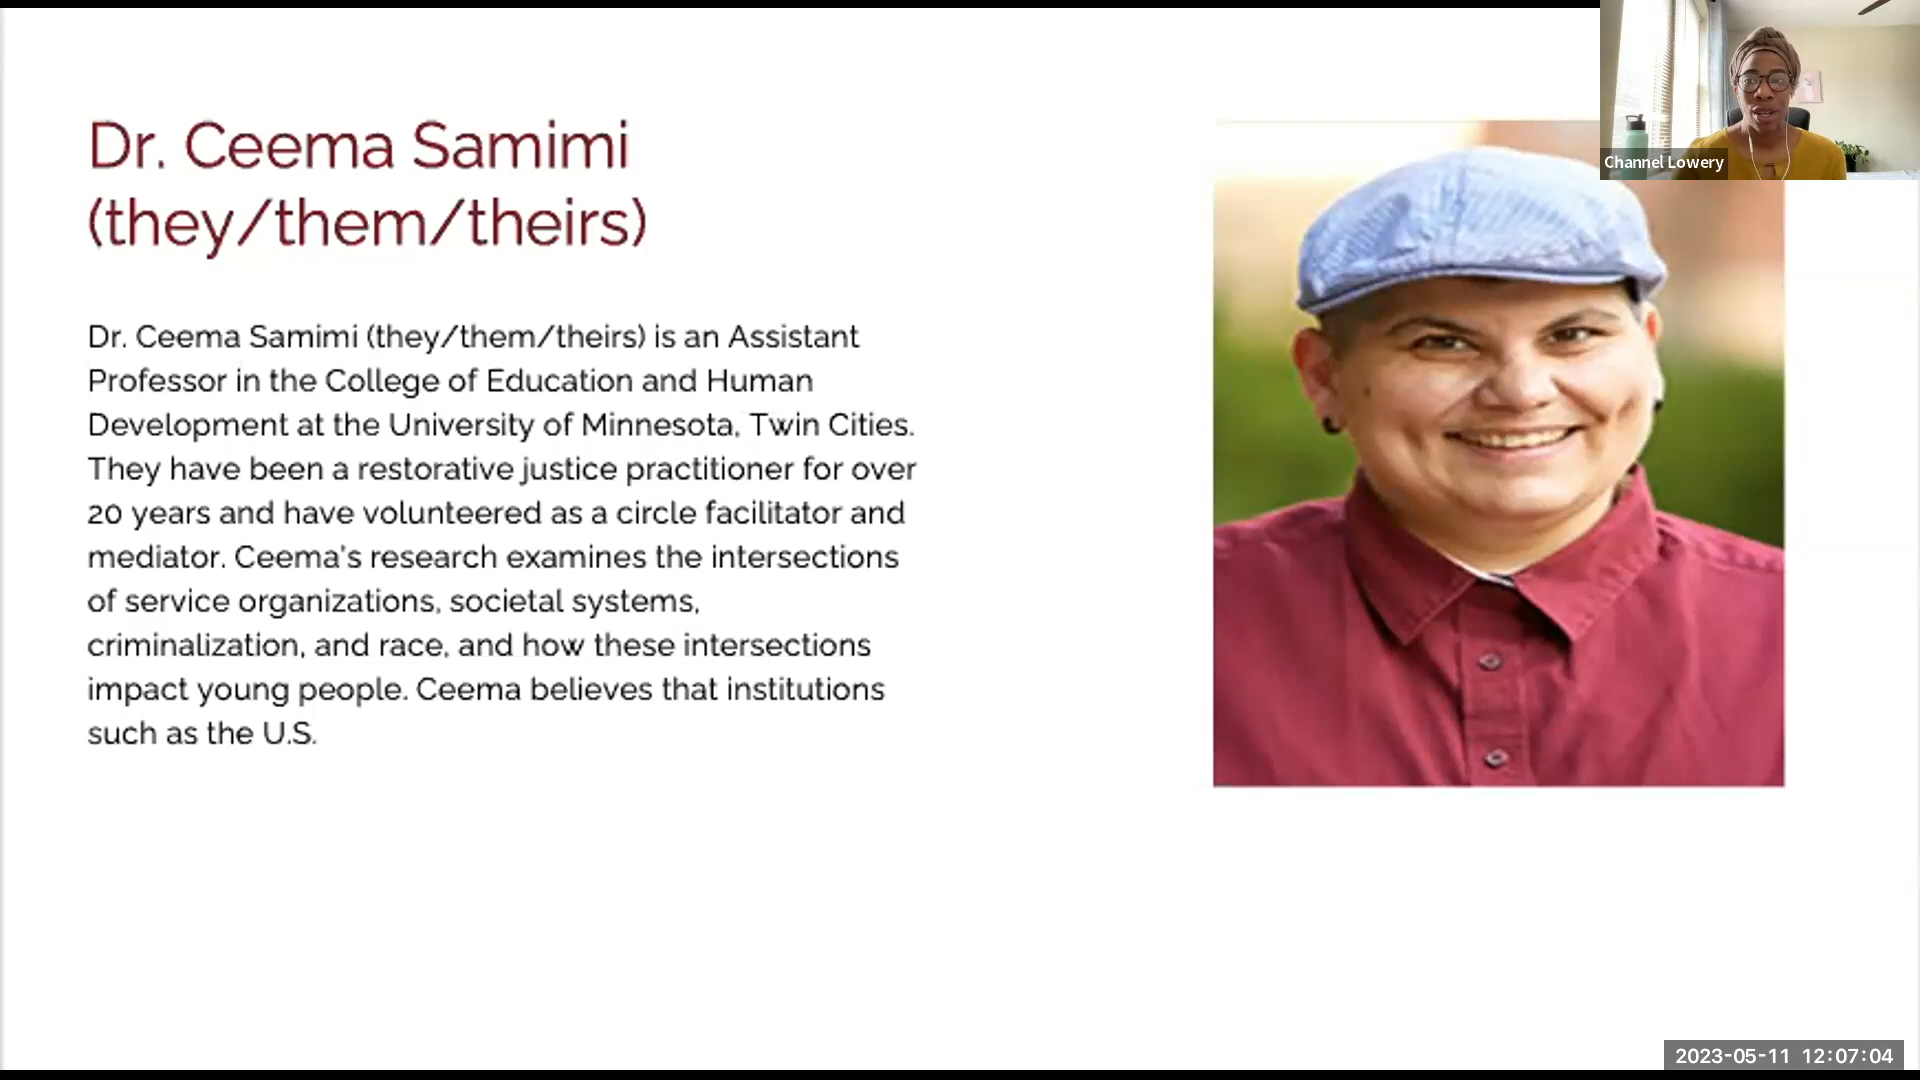 Dr. Ceema Samimi
(they/them/theirs)
Dr. Ceema Samimi (they/them/theirs) is an Assistant
Professor in the College of Education and Human
Development at the University of Minnesota, Twin Cities.
They have been a restorative justice practitioner for over
20 years and have volunteered as a circle facilitator and
mediator. Ceema's research examines the intersections
of service organizations, societal systems,
criminalization, and race, and how these intersections
impact young people. Ceema believes that institutions
such as the U.S.
Channel Lowery
2023-05-11 12:07:04